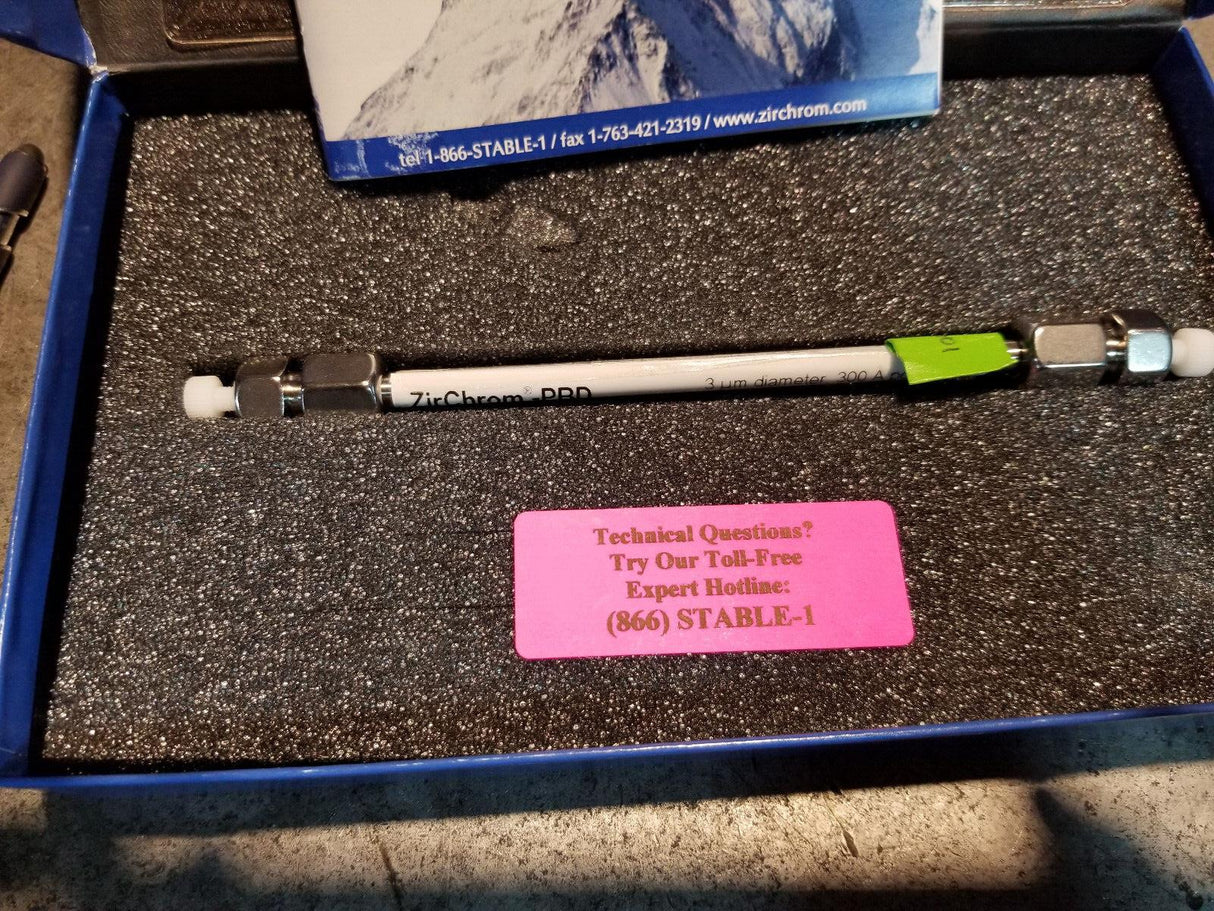 tel 1-866-STABLE-1 / fax 1-763-421-2319 / www.zirchrom.com
ZirChrom®-PBD 3 µm diameter, 300 A
Technical Questions?
Try Our Toll-Free
Expert Hotline:
(866) STABLE-1